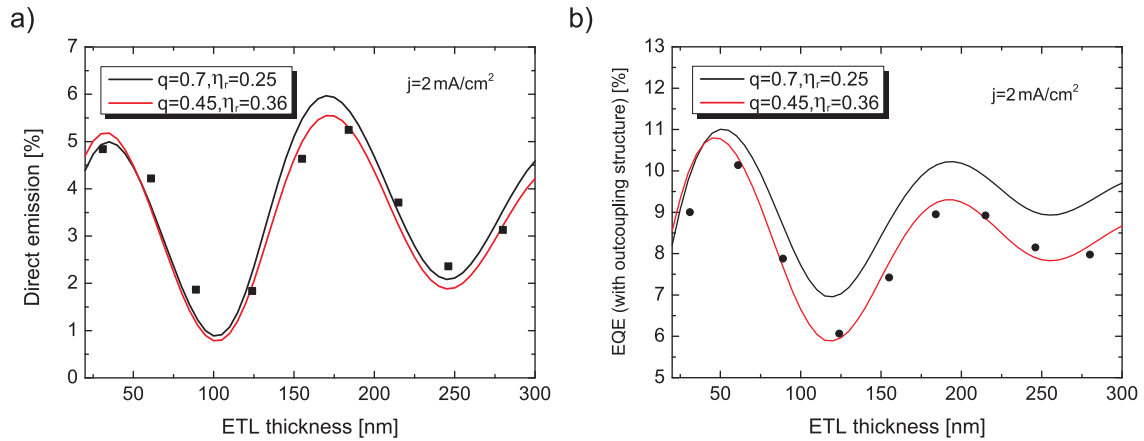 a)
Direct emission [%]
7
6
5
4
3
2
1
0
q=0.7,ηr=0.25
q=0.45,ηr=0.36
j=2 mA/cm²
50
100
150
200
250
300
ETL thickness [nm]
b)
EQE (with outcoupling structure) [%]
13
12
11
10
9
8
7
6
5
q=0.7,ηr=0.25
q=0.45,ηr=0.36
j=2 mA/cm²
50
100
150
200
250
300
ETL thickness [nm]